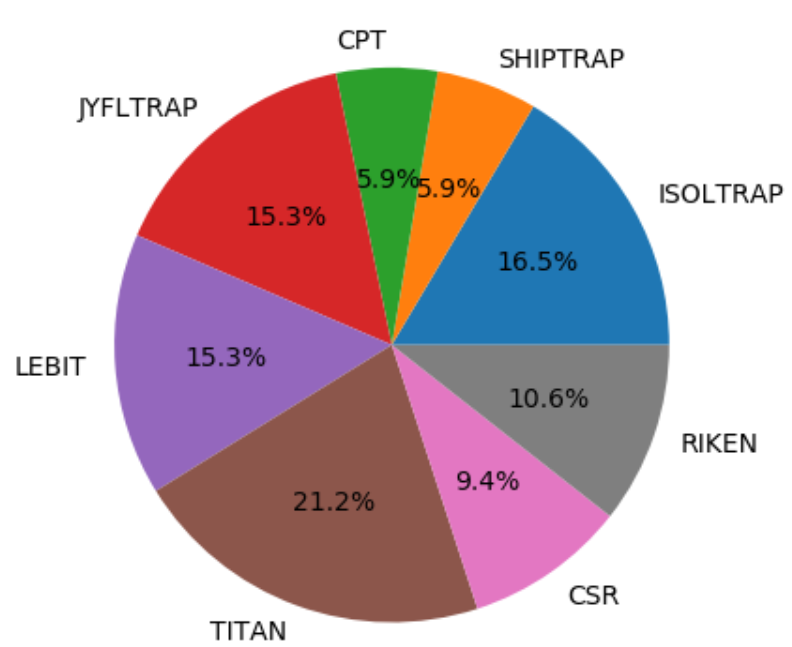 CPT
SHIPTRAP
JYFLTRAP
ISOLTRAP
5.9%
5.9%
15.3%
16.5%
LEBIT
15.3%
10.6%
RIKEN
9.4%
21.2%
CSR
TITAN